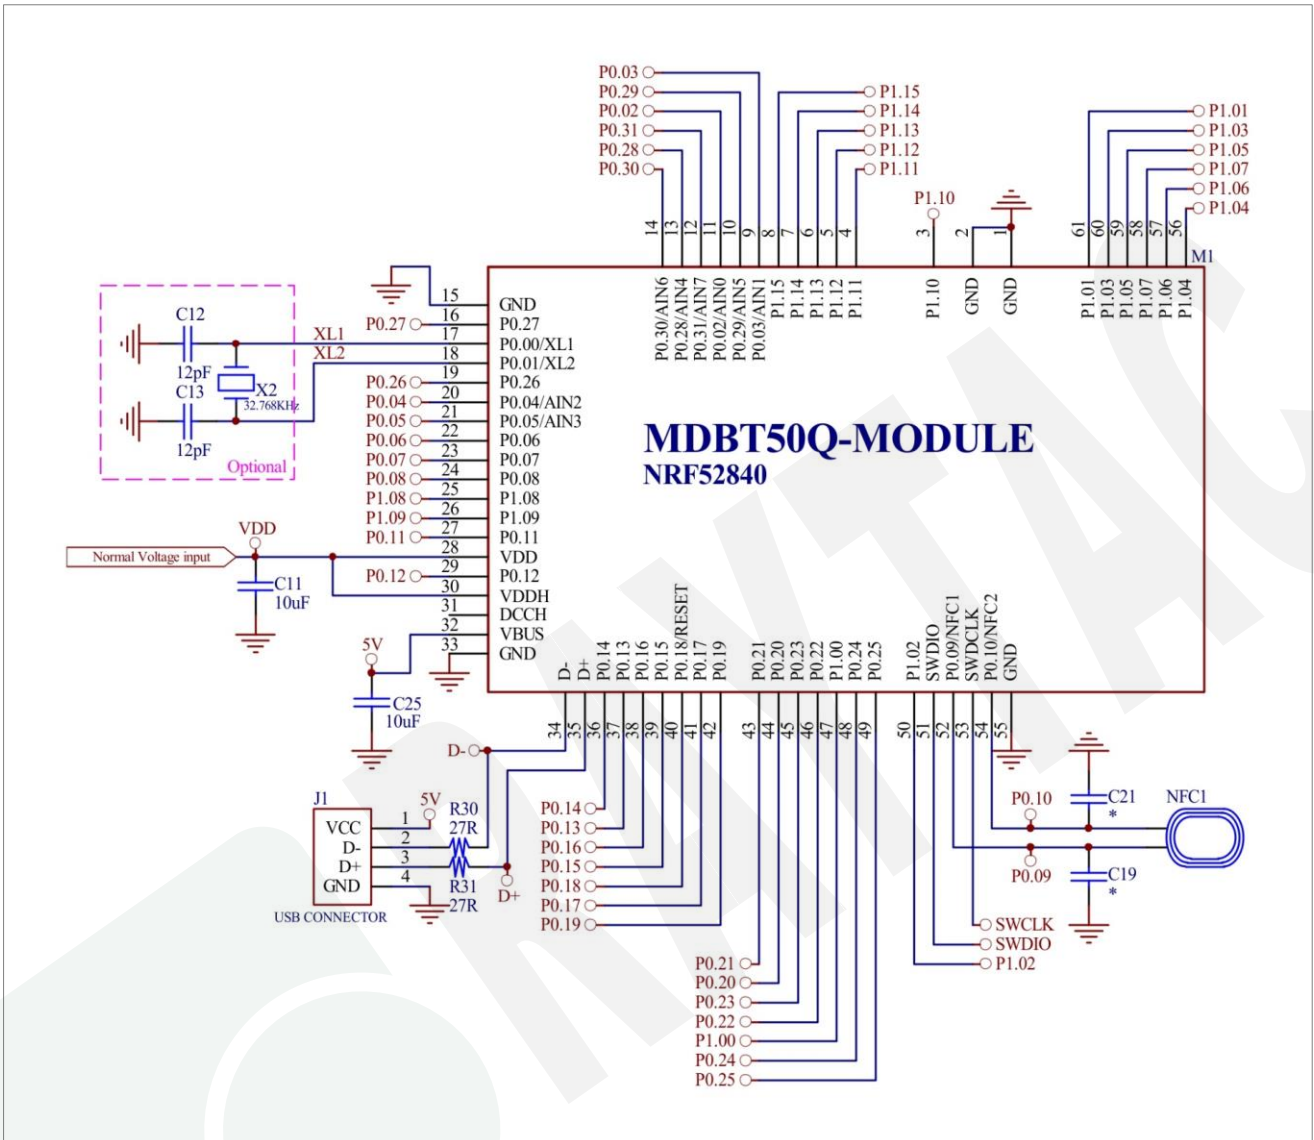 P0.03
P0.29
P0.02
P0.31
P0.28
P0.30
P1.15
P1.14
P1.13
P1.12
P1.11
P1.10
P1.01
P1.03
P1.05
P1.07
P1.06
P1.04
14 13 12 11 10 9 8 7 6 5 4 3 2 1 61 60 59 58 57 56
M1
P0.30/AIN6
P0.28/AIN4
P0.31/AIN7
P0.02/AIN0
P0.29/AIN5
P0.03/AIN1
P1.15
P1.14
P1.13
P1.12
P1.11
P1.10
GND
GND
P1.01
P1.03
P1.05
P1.07
P1.06
P1.04
15 GND
P0.27 16 P0.27
XL1 17 P0.00/XL1
XL2 18 P0.01/XL2
P0.26 19 P0.26
P0.04 20 P0.04/AIN2
P0.05 21 P0.05/AIN3
P0.06 22 P0.06
P0.07 23 P0.07
P0.08 24 P0.08
P1.08 25 P1.08
P1.09 26 P1.09
P0.11 27 P0.11
28 VDD
P0.12 29 P0.12
30 VDDH
31 DCCH
32 VBUS
33 GND
C12
12pF
C13
12pF
X2
32.768KHz
Optional
VDD
Normal Voltage input
C11
10uF
5V
C25
10uF
MDBT50Q-MODULE
NRF52840
D-
D+
P0.14
P0.13
P0.16
P0.15
P0.18/RESET
P0.17
P0.19
P0.21
P0.20
P0.23
P0.22
P1.00
P0.24
P0.25
P1.02
SWDIO
P0.09/NFC1
SWDCLK
P0.10/NFC2
GND
34 35 36 37 38 39 40 41 42 43 44 45 46 47 48 49 50 51 52 53 54 55
D-
J1
VCC 1 5V
D- 2
D+ 3
GND 4
USB CONNECTOR
R30
27R
R31
27R
D+
P0.14
P0.13
P0.16
P0.15
P0.18
P0.17
P0.19
P0.21
P0.20
P0.23
P0.22
P1.00
P0.24
P0.25
P0.10
C21
*
NFC1
P0.09
C19
*
SWCLK
SWDIO
P1.02
RAYTAC